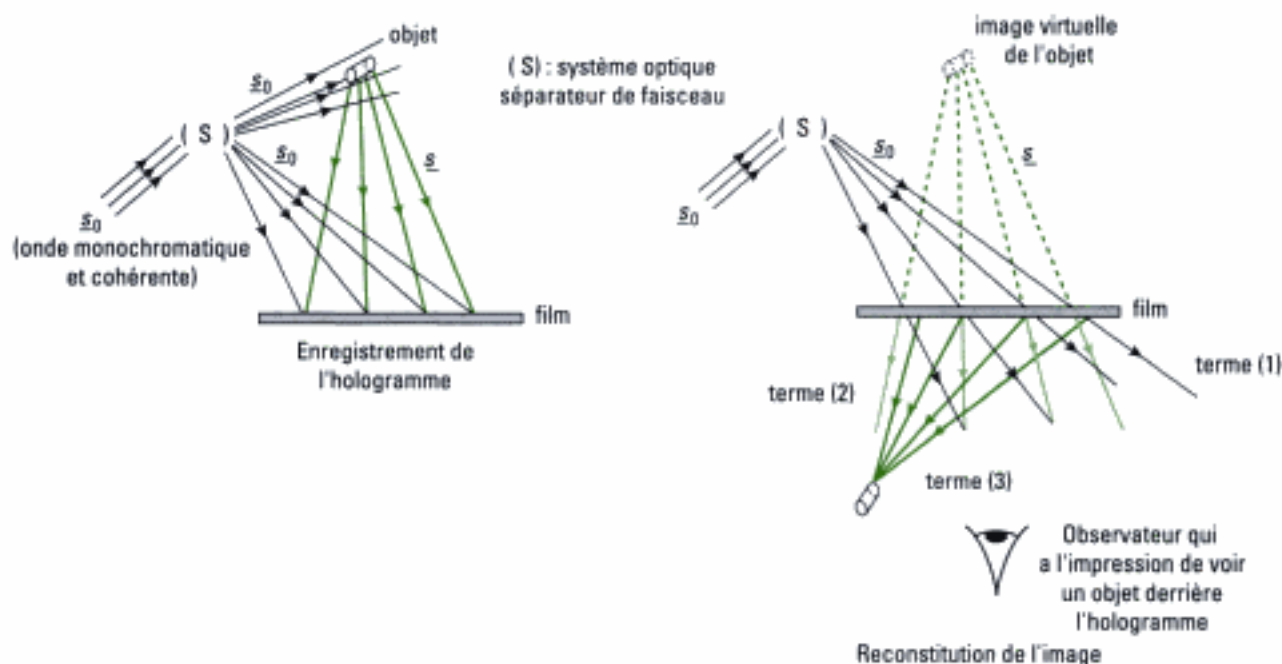 objet
s0
( S )
s0
s
s0
(onde monochromatique
et cohérente)
film
Enregistrement de
l'hologramme
( S ) : système optique
séparateur de faisceau
image virtuelle
de l'objet
( S )
s0
s
s0
film
terme (1)
terme (2)
terme (3)
Observateur qui
a l'impression de voir
un objet derrière
l'hologramme
Reconstitution de l'image